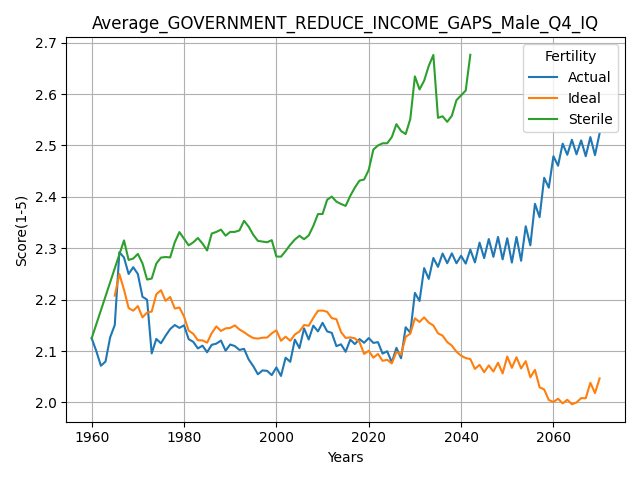 Average_GOVERNMENT_REDUCE_INCOME_GAPS_Male_Q4_IQ
Fertility
Actual
Ideal
Sterile
Score(1-5)
2.7
2.6
2.5
2.4
2.3
2.2
2.1
2.0
1960
1980
2000
2020
2040
2060
Years